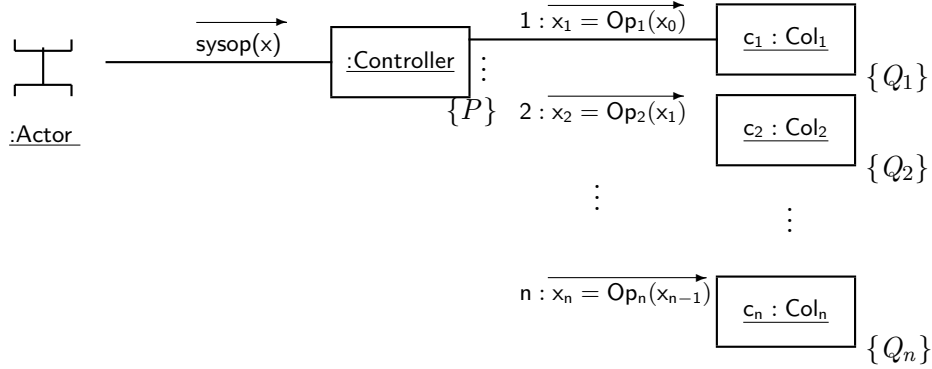 sysop(x)
:Actor
:Controller
{P}
⋮
1 : x₁ = Op₁(x₀)
c₁ : Col₁
{Q₁}
2 : x₂ = Op₂(x₁)
c₂ : Col₂
{Q₂}
⋮
⋮
n : xₙ = Opₙ(xₙ₋₁)
cₙ : Colₙ
{Qₙ}